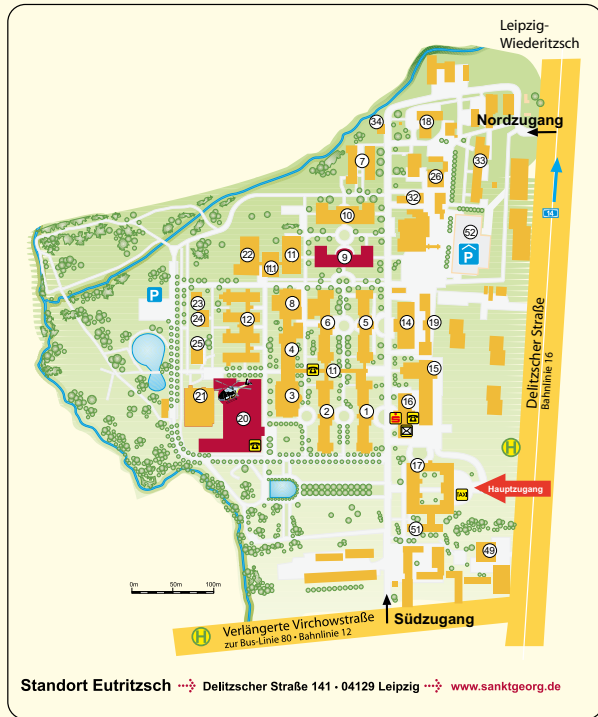 Leipzig-
Wiederitzsch
Nordzugang
34
18
7
33
26
32
10
14
52
P
9
22
11.1
11
P
23
24
25
12
8
6
5
14
19
4
11
15
21
20
3
2
1
16
S
17
TAXI
Hauptzugang
H
51
49
Delitzscher Straße
Bahnlinie 16
0m 50m 100m
H
Verlängerte Virchowstraße
zur Bus-Linie 80 • Bahnlinie 12
Südzugang
Standort Eutritzsch Delitzscher Straße 141 • 04129 Leipzig www.sanktgeorg.de